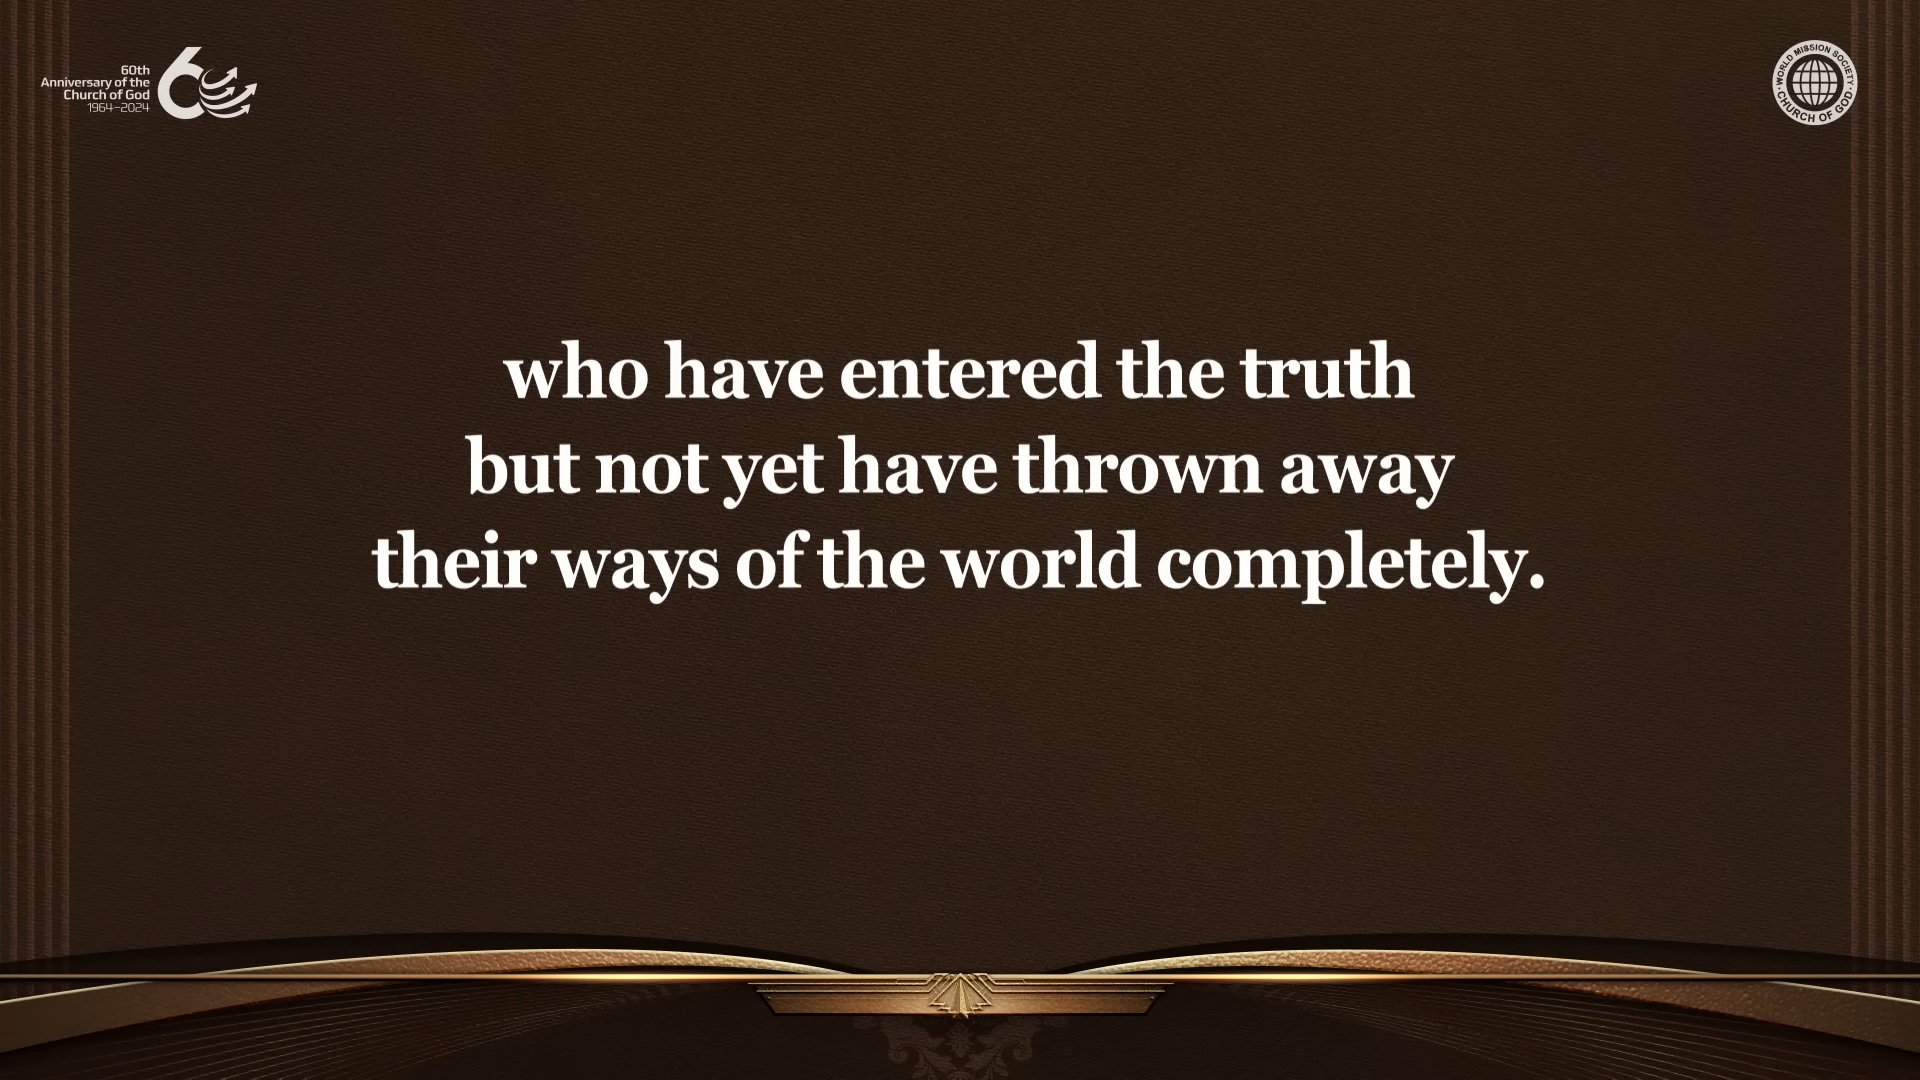 60th
Anniversary of the
Church of God
1964–2024
60
WORLD MISSION SOCIETY
CHURCH OF GOD
who have entered the truth
but not yet have thrown away
their ways of the world completely.